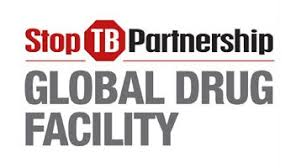 Stop TB Partnership
GLOBAL DRUG
FACILITY